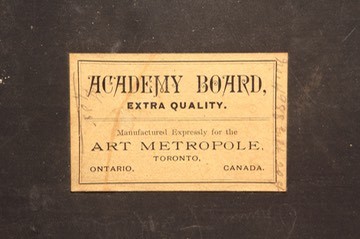 ACADEMY BOARD,
EXTRA QUALITY.
Manufactured Expressly for the
ART METROPOLE,
TORONTO,
ONTARIO, CANADA.